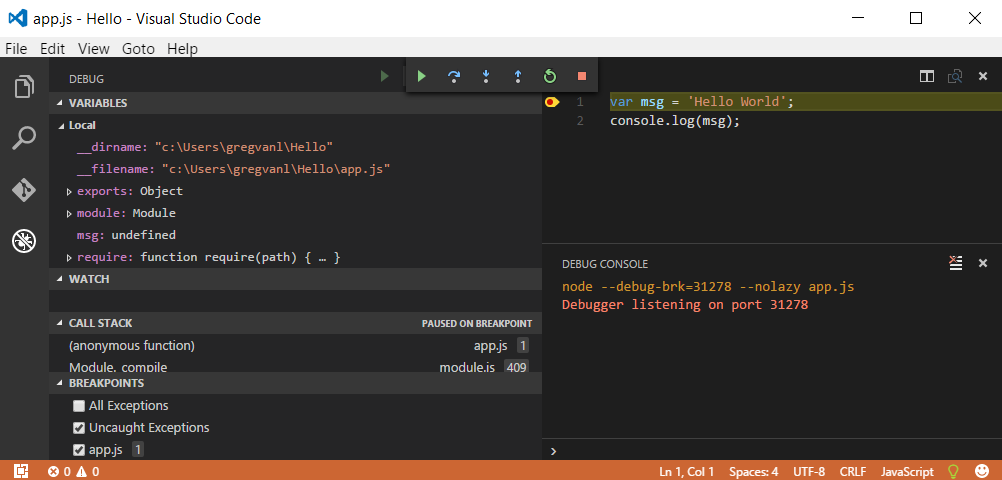 app.js - Hello - Visual Studio Code
File Edit View Goto Help
DEBUG
VARIABLES
Local
__dirname: "c:\Users\gregvanl\Hello"
__filename: "c:\Users\gregvanl\Hello\app.js"
exports: Object
module: Module
msg: undefined
require: function require(path) { … }
WATCH
CALL STACK PAUSED ON BREAKPOINT
(anonymous function) app.js 1
Module._compile module.js 409
BREAKPOINTS
All Exceptions
Uncaught Exceptions
app.js 1
1 var msg = 'Hello World';
2 console.log(msg);
DEBUG CONSOLE
node --debug-brk=31278 --nolazy app.js
Debugger listening on port 31278
0 0 Ln 1, Col 1 Spaces: 4 UTF-8 CRLF JavaScript